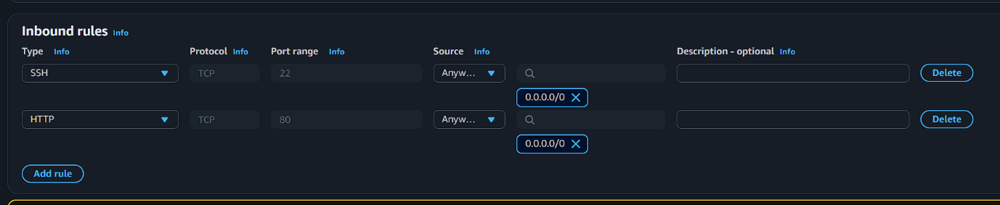 Inbound rules Info
Type Info Protocol Info Port range Info Source Info Description - optional Info
SSH TCP 22 Anyw... Delete
0.0.0.0/0
HTTP TCP 80 Anyw... Delete
0.0.0.0/0
Add rule